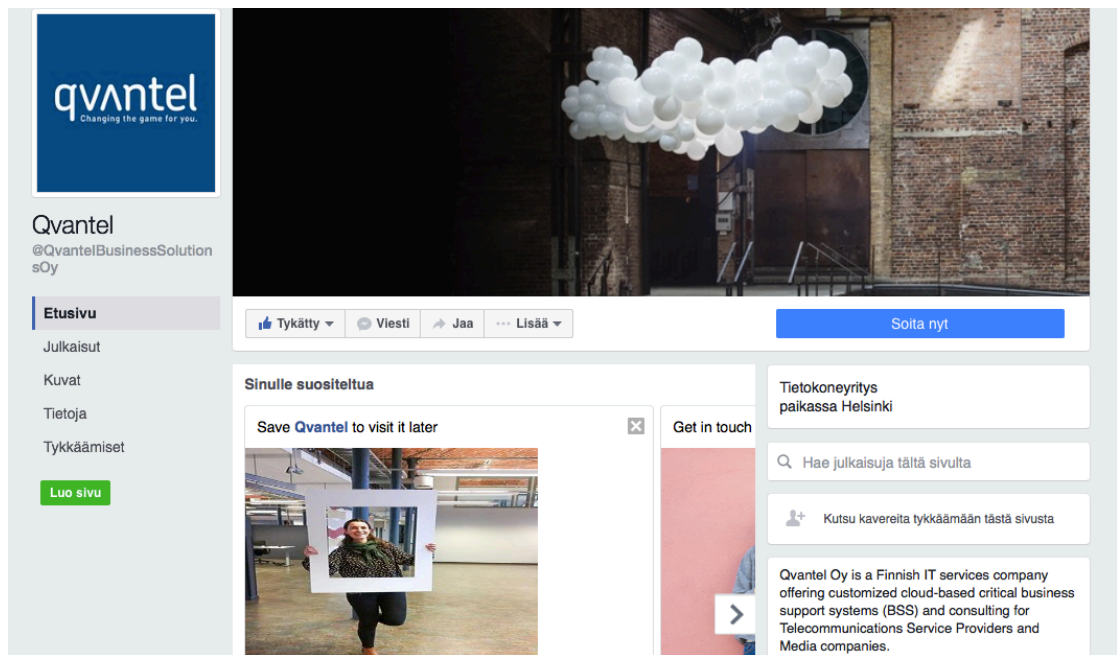 qvantel
Changing the game for you.
Qvantel
@QvantelBusinessSolution
sOy
Etusivu
Julkaisut
Kuvat
Tietoja
Tykkäämiset
Luo sivu
Tykätty
Viesti
Jaa
Lisää
Soita nyt
Sinulle suositeltua
Save Qvantel to visit it later
Get in touch
Tietokoneyritys
paikassa Helsinki
Hae julkaisuja tältä sivulta
Kutsu kavereita tykkäämään tästä sivusta
Qvantel Oy is a Finnish IT services company
offering customized cloud-based critical business
support systems (BSS) and consulting for
Telecommunications Service Providers and
Media companies.